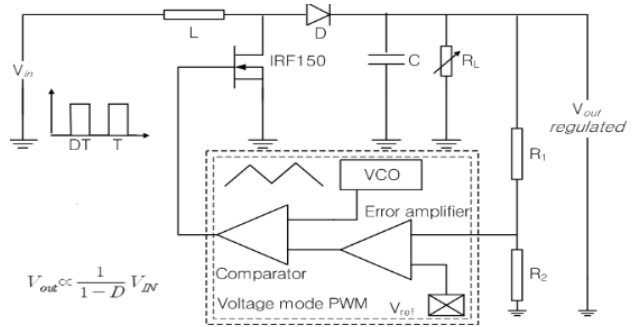 L
D
IRF150
V_in
C
R_L
V_out
regulated
DT
T
R_1
VCO
Error amplifier
Comparator
R_2
V_out ∝ 1/(1-D) V_IN
Voltage mode PWM
V_ref